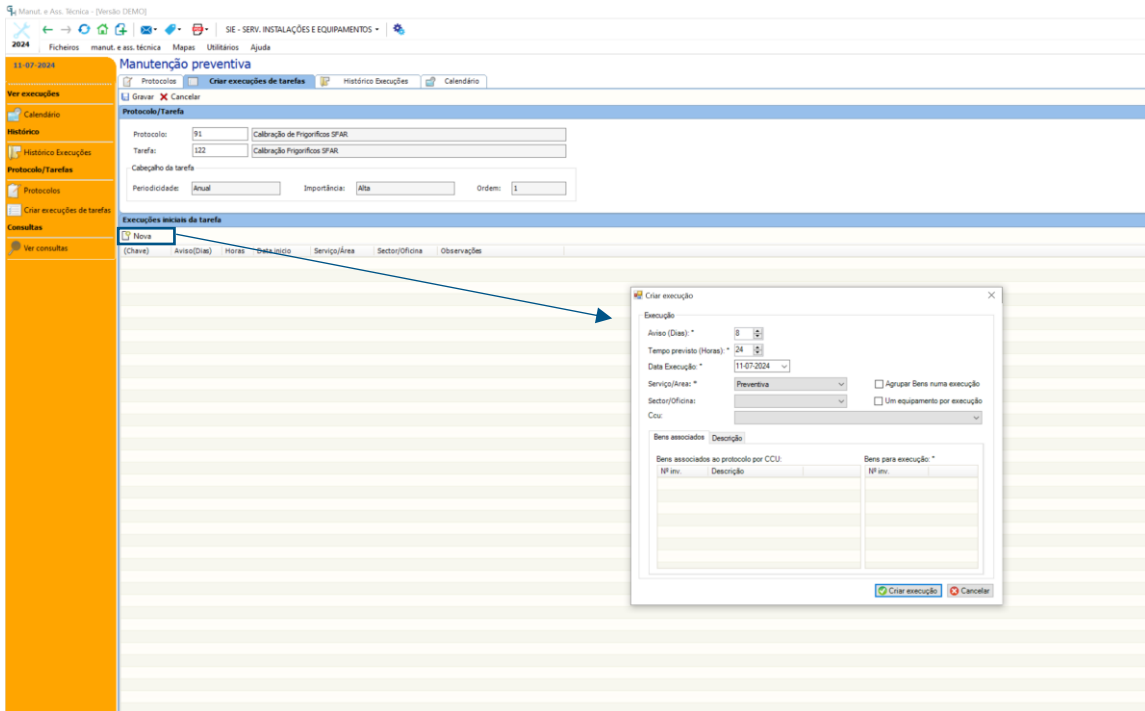 Manut. e Ass. Técnica - [Versão DEMO]
SIE - SERV. INSTALAÇÕES E EQUIPAMENTOS
2024
Ficheiros manut. e ass. técnica Mapas Utilitários Ajuda
11-07-2024
Ver execuções
Calendário
Histórico
Histórico Execuções
Protocolo/Tarefas
Protocolos
Criar execuções de tarefas
Consultas
Ver consultas
Manutenção preventiva
Protocolos Criar execuções de tarefas Histórico Execuções Calendário
Gravar Cancelar
Protocolo/Tarefa
Protocolo: 91 Calibração de Frigorificos SFAR
Tarefa: 122 Calibração Frigorificos SFAR
Cabeçalho da tarefa
Periodicidade: Anual Importância: Alta Ordem: 1
Execuções iniciais da tarefa
Nova
(Chave) Aviso(Dias) Horas Data inicio Serviço/Área Sector/Oficina Observações
Criar execução
Execução
Aviso (Dias): * 8
Tempo previsto (Horas): * 24
Data Execução: * 11-07-2024
Serviço/Area: * Preventiva Agrupar Bens numa execução
Sector/Oficina: Um equipamento por execução
Ccu:
Bens associados Descrição
Bens associados ao protocolo por CCU: Bens para execução: *
Nº inv. Descrição Nº inv.
Criar execução Cancelar